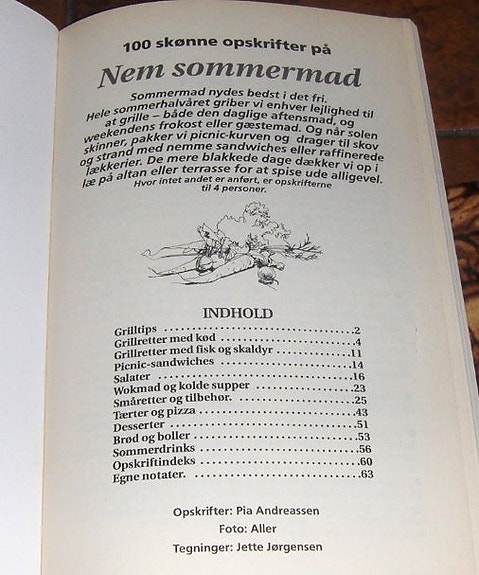 100 skønne opskrifter på
Nem sommermad
Sommermad nydes bedst i det fri.
Hele sommerhalvåret griber vi enhver lejlighed til
at grille – både den daglige aftensmad, og
weekendens frokost eller gæstemad. Og når solen
skinner, pakker vi picnic-kurven og drager til skov
og strand med nemme sandwiches eller raffinerede
lækkerier. De mere blakkede dage dækker vi op i
læ på altan eller terrasse for at spise ude alligevel.
Hvor intet andet er anført, er opskrifterne
til 4 personer.
INDHOLD
Grilltips ....................................2
Grillretter med kød ............................4
Grillretter med fisk og skaldyr ................11
Picnic-sandwiches .............................14
Salater .......................................16
Wokmad og kolde supper ........................23
Småretter og tilbehør. ........................25
Tærter og pizza ...............................43
Desserter .....................................51
Brød og boller ................................53
Sommerdrinks ..................................56
Opskriftindeks ................................60
Egne notater. .................................63
Opskrifter: Pia Andreassen
Foto: Aller
Tegninger: Jette Jørgensen